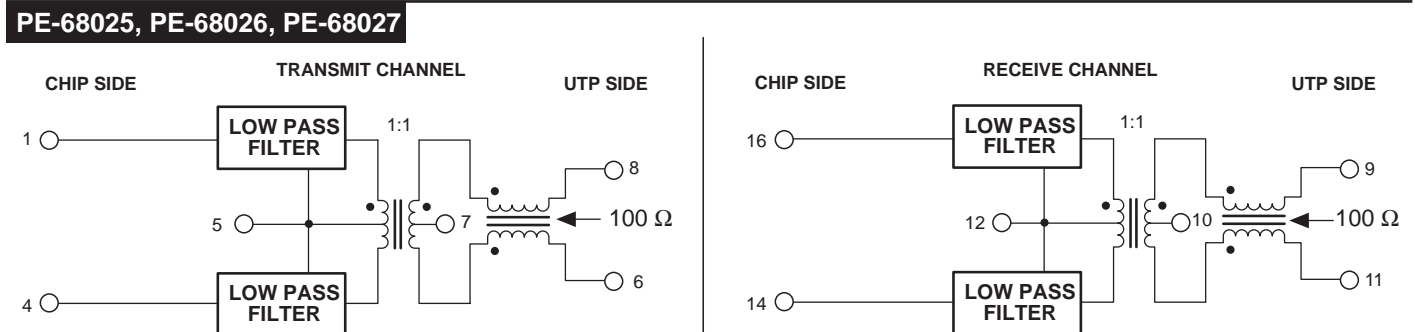 PE-68025, PE-68026, PE-68027
CHIP SIDE
TRANSMIT CHANNEL
UTP SIDE
1
LOW PASS
FILTER
1:1
8
5
7
100 Ω
6
4
LOW PASS
FILTER
CHIP SIDE
RECEIVE CHANNEL
UTP SIDE
16
LOW PASS
FILTER
1:1
9
12
10
100 Ω
11
14
LOW PASS
FILTER